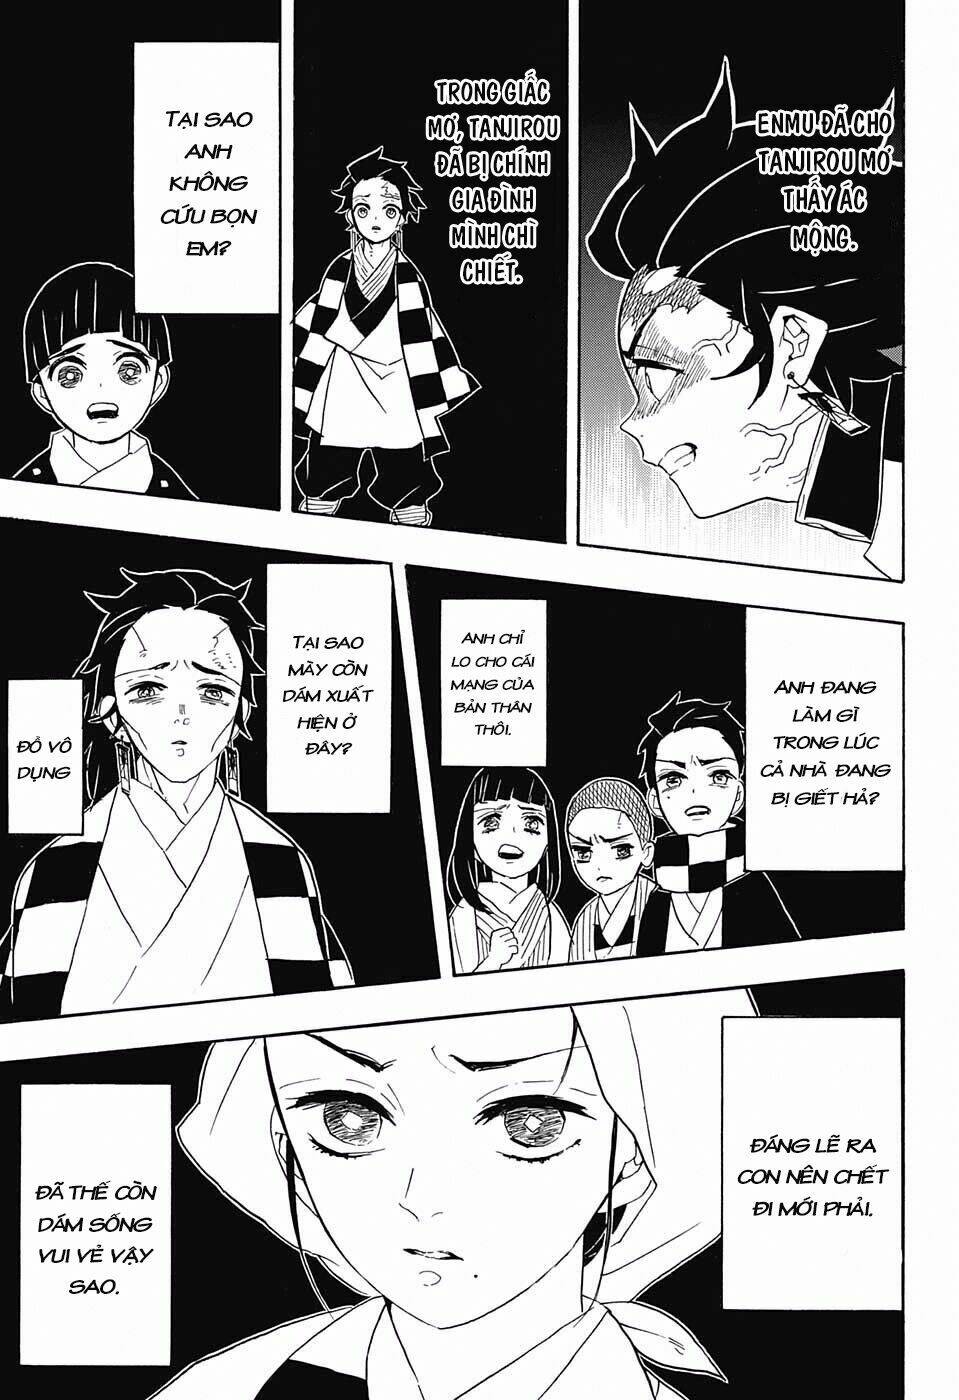 ENMU ĐÃ CHO
TANJIROU MƠ
THẤY ÁC
MỘNG.
TRONG GIẤC
MƠ, TANJIROU
ĐÃ BỊ CHÍNH
GIA ĐÌNH
MÌNH CHÌ
CHIẾT.
TẠI SAO
ANH
KHÔNG
CỨU BỌN
EM?
ANH ĐANG
LÀM GÌ
TRONG LÚC
CẢ NHÀ ĐANG
BỊ GIẾT HẢ?
ANH CHỈ
LO CHO CÁI
MẠNG CỦA
BẢN THÂN
THÔI.
TẠI SAO
MÀY CÒN
DÁM XUẤT
HIỆN Ở
ĐÂY?
ĐỒ VÔ
DỤNG
ĐÁNG LẼ RA
CON NÊN CHẾT
ĐI MỚI PHẢI.
ĐÃ THẾ CÒN
DÁM SỐNG
VUI VẺ VẬY
SAO.